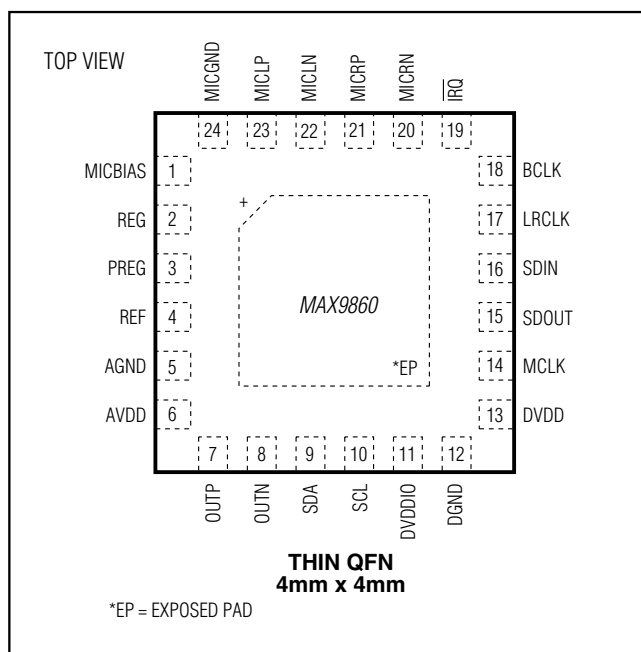 TOP VIEW
MICGND MICLP MICLN MICRP MICRN IRQ
24 23 22 21 20 19
MICBIAS 1 18 BCLK
REG 2 17 LRCLK
+
PREG 3 16 SDIN
MAX9860
REF 4 15 SDOUT
AGND 5 14 MCLK
*EP
AVDD 6 13 DVDD
7 8 9 10 11 12
OUTP OUTN SDA SCL DVDDIO DGND
THIN QFN
4mm x 4mm
*EP = EXPOSED PAD